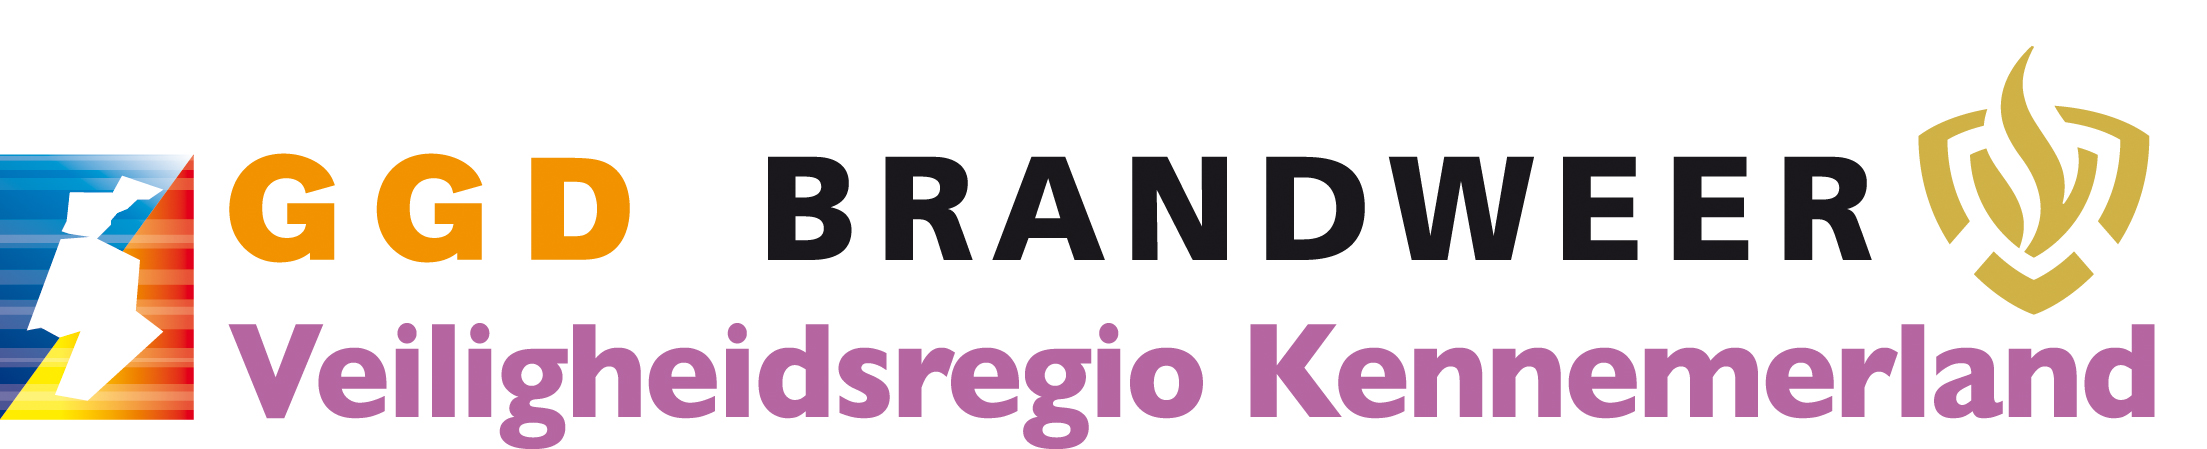 GGD BRANDWEER
Veiligheidsregio Kennemerland